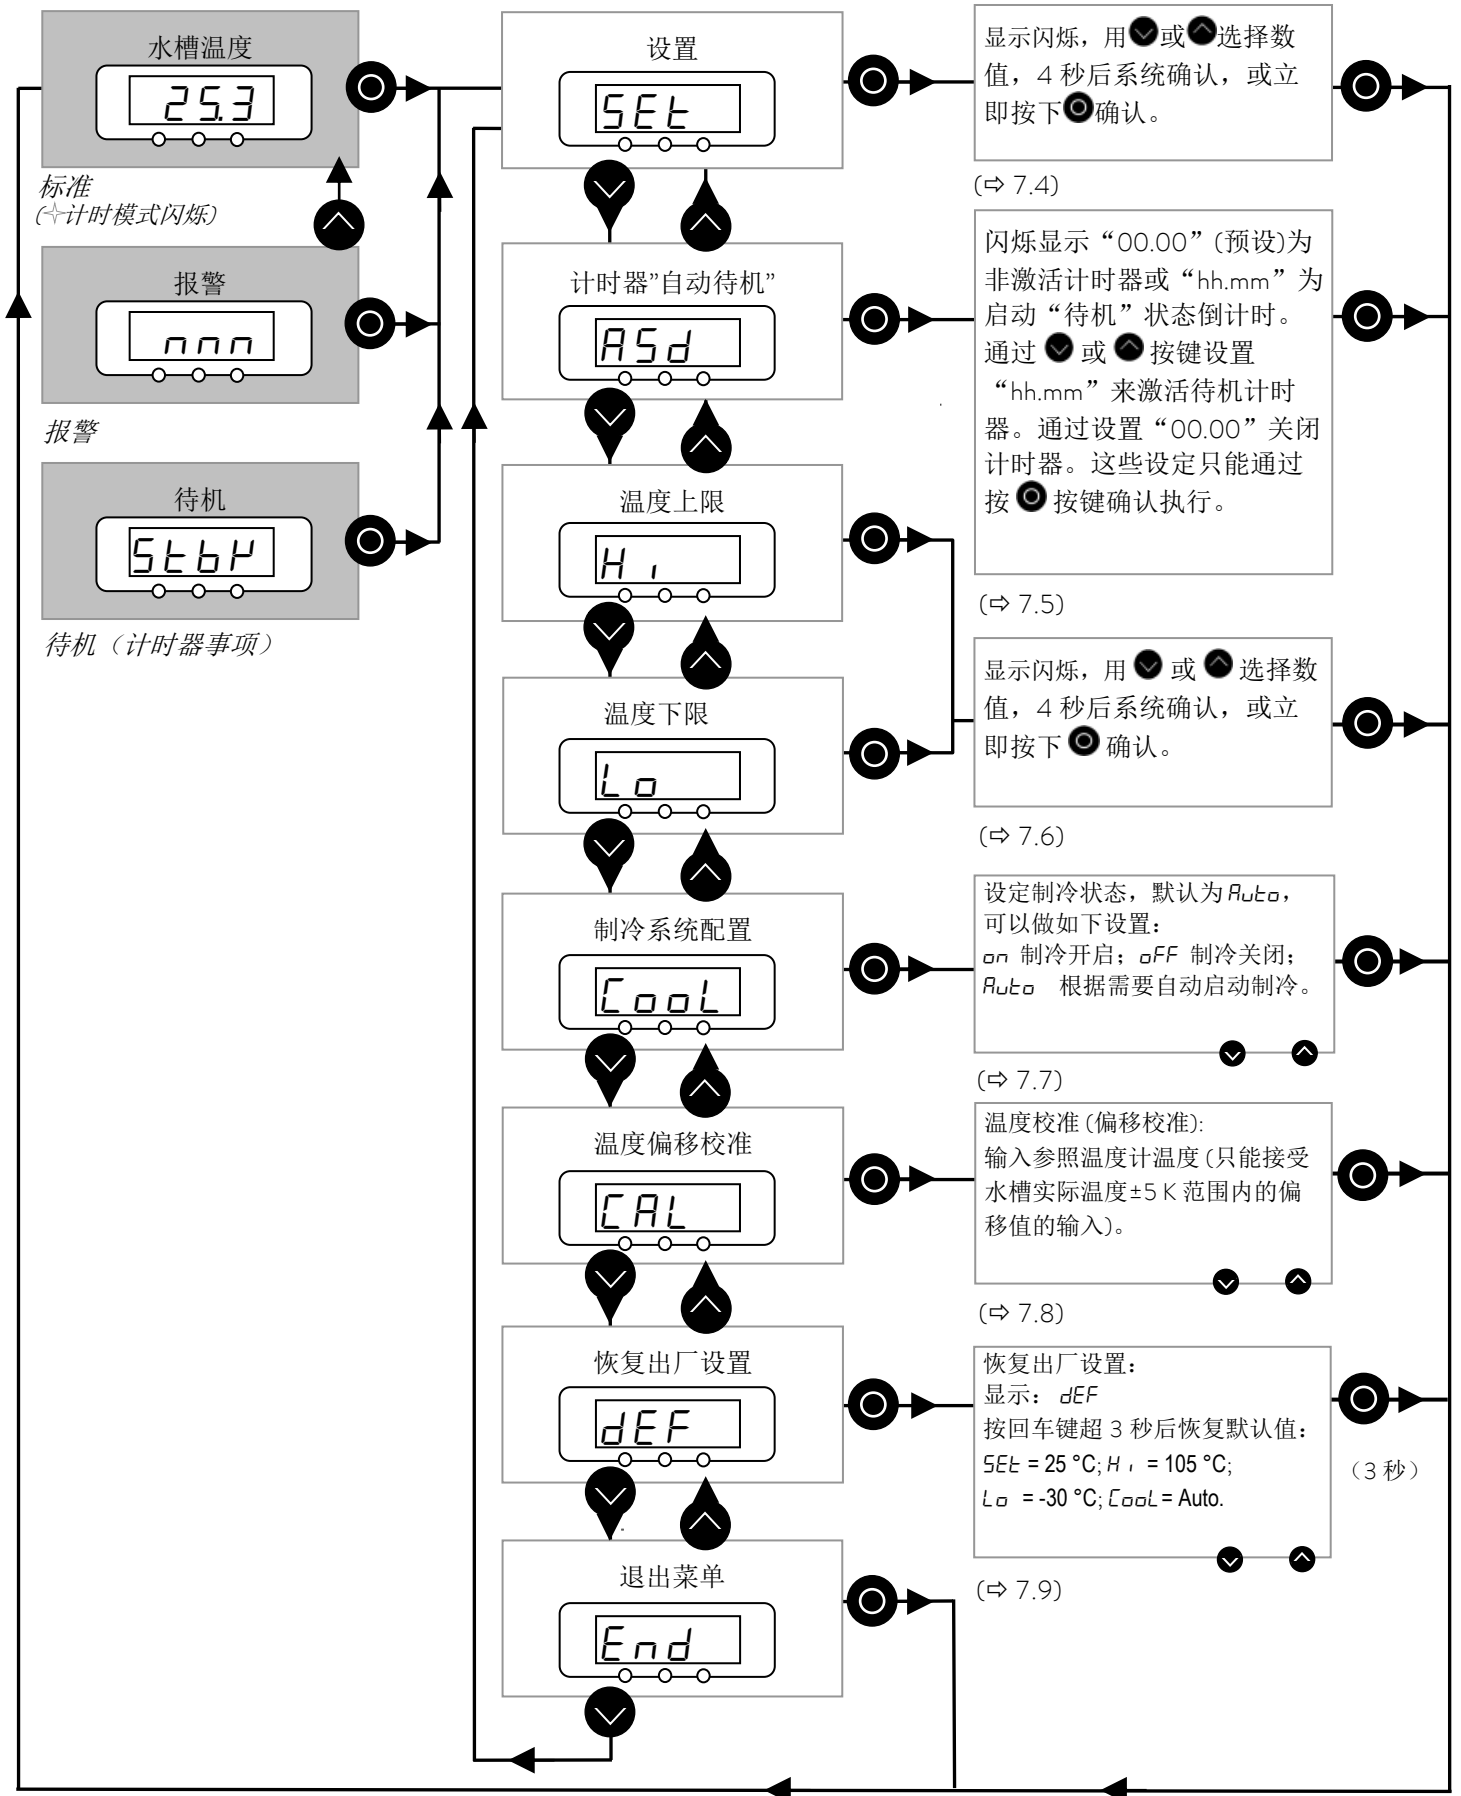 水槽温度
25.3
标准
(✧计时模式闪烁)
报警
nnn
报警
待机
Stby
待机（计时器事项）
设置
SEt
计时器”自动待机”
ASd
温度上限
Hi
温度下限
Lo
制冷系统配置
CooL
温度偏移校准
CAL
恢复出厂设置
dEF
退出菜单
End
显示闪烁，用或选择数
值，4 秒后系统确认，或立
即按下确认。
(⇨ 7.4)
闪烁显示“00.00”(预设)为
非激活计时器或“hh.mm”为
启动“待机”状态倒计时。
通过 或 按键设置
“hh.mm”来激活待机计时
器。通过设置“00.00”关闭
计时器。这些设定只能通过
按 按键确认执行。
(⇨ 7.5)
显示闪烁，用 或 选择数
值，4 秒后系统确认，或立
即按下 确认。
(⇨ 7.6)
设定制冷状态，默认为 Auto，
可以做如下设置：
on 制冷开启；oFF 制冷关闭；
Auto 根据需要自动启动制冷。
(⇨ 7.7)
温度校准 (偏移校准):
输入参照温度计温度 (只能接受
水槽实际温度±5 K 范围内的偏
移值的输入)。
(⇨ 7.8)
恢复出厂设置：
显示： dEF
按回车键超 3 秒后恢复默认值：
SEt = 25 °C; Hi = 105 °C;
Lo = -30 °C; CooL = Auto.
（3 秒）
(⇨ 7.9)